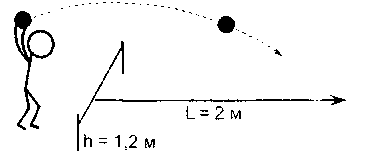 L = 2 м
h = 1,2 м